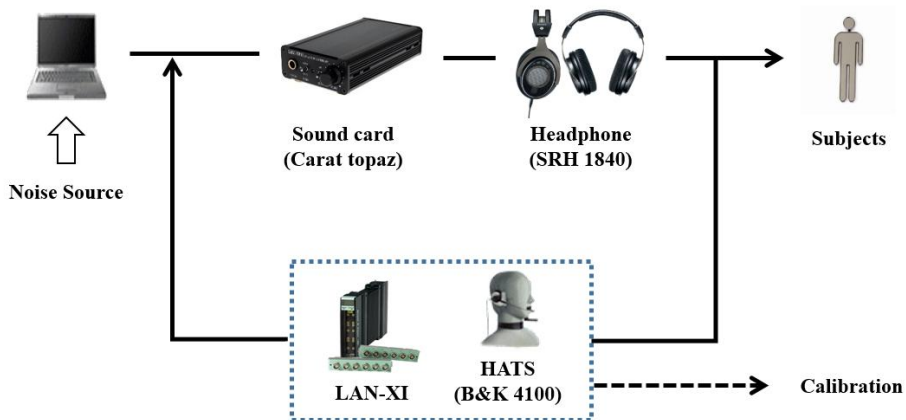 Sound card
(Carat topaz)
Headphone
(SRH 1840)
Subjects
Noise Source
LAN-XI
HATS
(B&K 4100)
Calibration